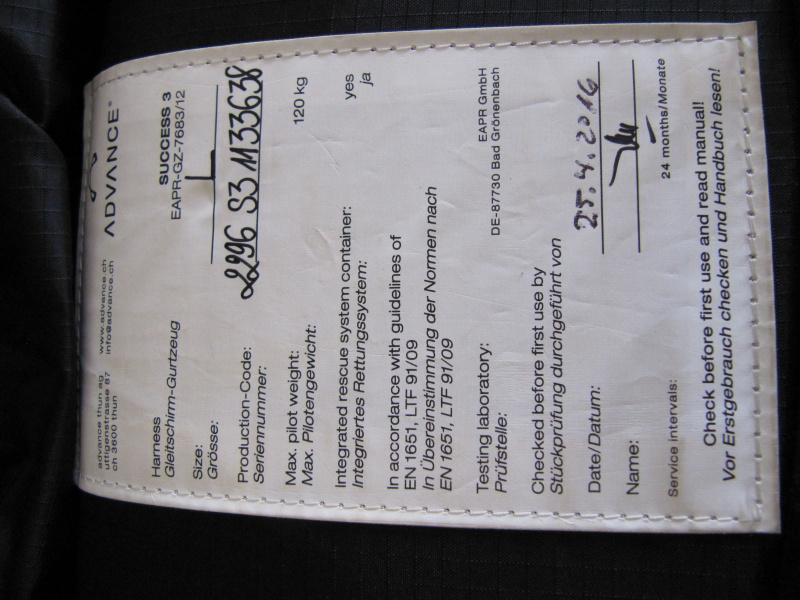 advance thun ag
uttigenstrasse 87
ch 3600 thun
www.advance.ch
info@advance.ch
ADVANCE®
Harness
Gleitschirm-Gurtzeug
SUCCESS 3
EAPR-GZ-7683/12
Size: L
Grösse:
Production-Code: 2296 S3 M33638
Seriennummer:
Max. pilot weight: 120 kg
Max. Pilotengewicht:
Integrated rescue system container: yes
Integriertes Rettungssystem: ja
In accordance with guidelines of
EN 1651, LTF 91/09
In Übereinstimmung der Normen nach
EN 1651, LTF 91/09
Testing laboratory: EAPR GmbH
Prüfstelle: DE-87730 Bad Grönenbach
Checked before first use by
Stückprüfung durchgeführt von
Date/Datum: 25.4.2016
Name:
Service intervals: 24 months/Monate
Check before first use and read manual!
Vor Erstgebrauch checken und Handbuch lesen!